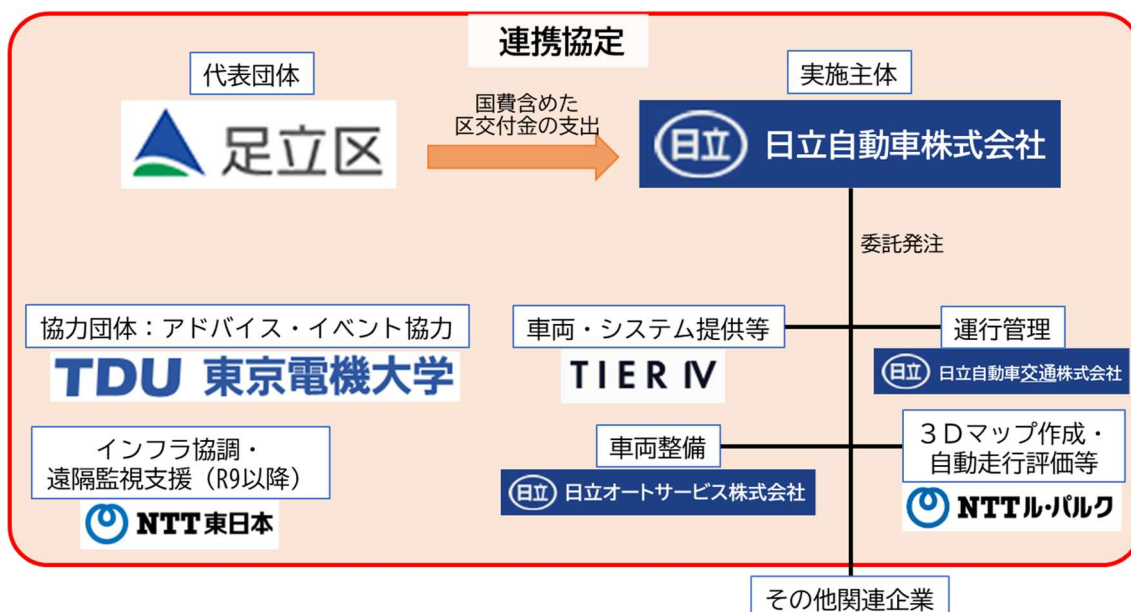 連携協定
代表団体
足立区
国費含めた
区交付金の支出
実施主体
日立 日立自動車株式会社
委託発注
協力団体：アドバイス・イベント協力
TDU 東京電機大学
インフラ協調・
遠隔監視支援（R9以降）
NTT東日本
車両・システム提供等
TIER IV
運行管理
日立 日立自動車交通株式会社
車両整備
日立 日立オートサービス株式会社
３Ｄマップ作成・
自動走行評価等
NTTル・パルク
その他関連企業